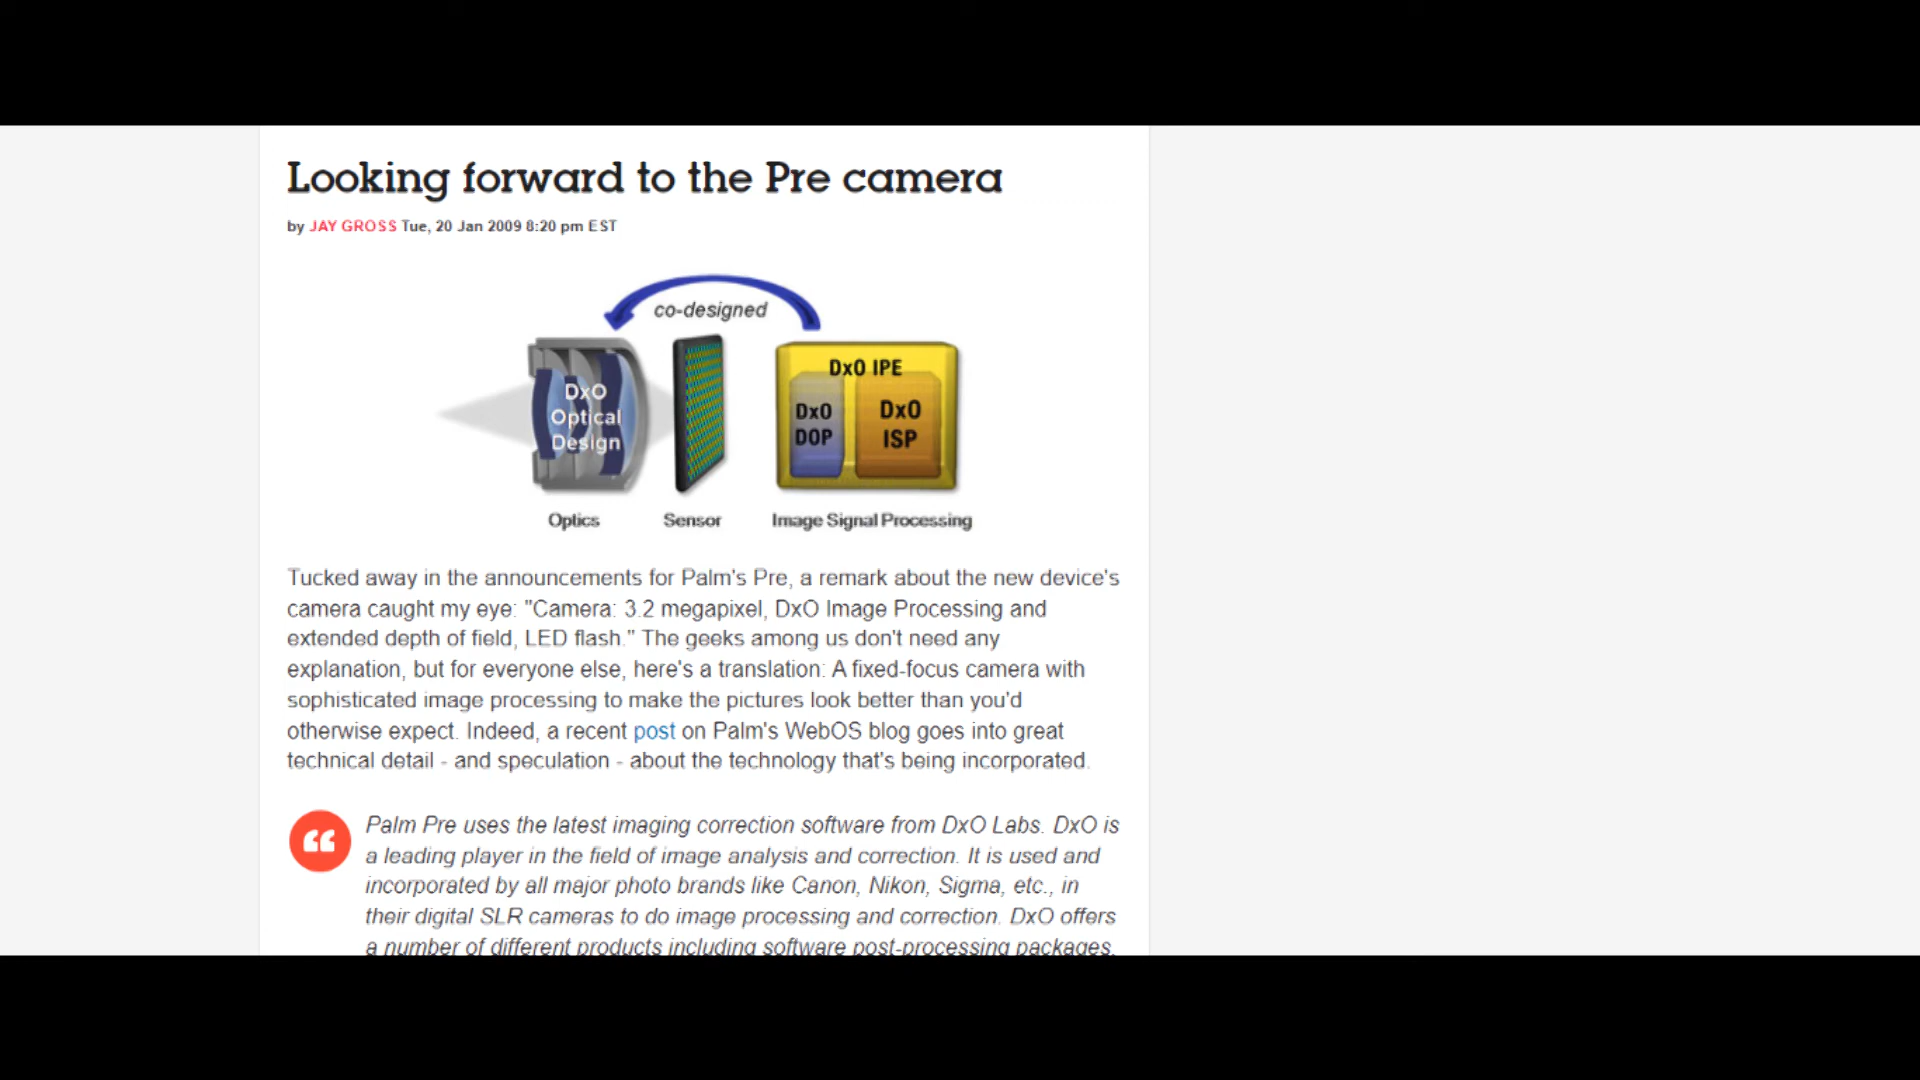 Looking forward to the Pre camera
by JAY GROSS Tue, 20 Jan 2009 8:20 pm EST
co-designed
DxO
Optical
Design
DxO IPE
DxO
DOP
DxO
ISP
Optics
Sensor
Image Signal Processing
Tucked away in the announcements for Palm's Pre, a remark about the new device's
camera caught my eye: "Camera: 3.2 megapixel, DxO Image Processing and
extended depth of field, LED flash." The geeks among us don't need any
explanation, but for everyone else, here's a translation: A fixed-focus camera with
sophisticated image processing to make the pictures look better than you'd
otherwise expect. Indeed, a recent post on Palm's WebOS blog goes into great
technical detail - and speculation - about the technology that's being incorporated.
Palm Pre uses the latest imaging correction software from DxO Labs. DxO is
a leading player in the field of image analysis and correction. It is used and
incorporated by all major photo brands like Canon, Nikon, Sigma, etc., in
their digital SLR cameras to do image processing and correction. DxO offers
a number of different products including software post-processing packages,